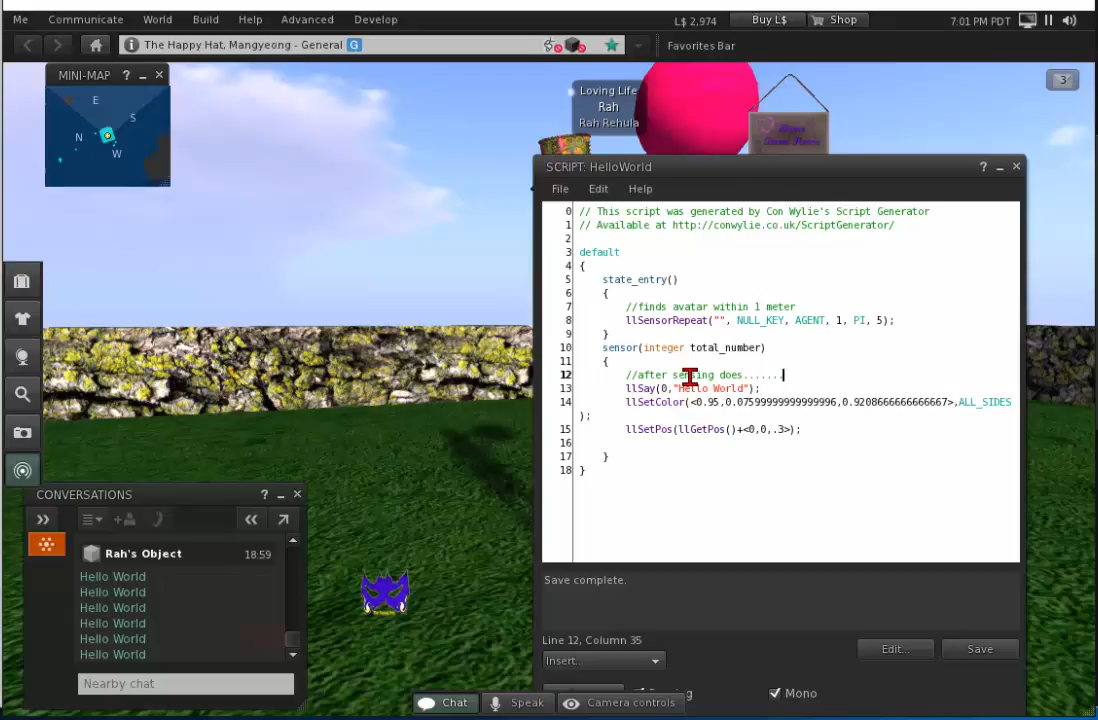 Me Communicate World Build Help Advanced Develop L$ 2,974 Buy L$ Shop 7:01 PM PDT
The Happy Hat, Mangyeong - General G Favorites Bar
MINI-MAP ? 3
E
S
N
W
Loving Life
Rah
Rah Rehula
SCRIPT: HelloWorld ?
File Edit Help
0 // This script was generated by Con Wylie's Script Generator
1 // Available at http://conwylie.co.uk/ScriptGenerator/
2
3 default
4 {
5 state_entry()
6 {
7 //finds avatar within 1 meter
8 llSensorRepeat("", NULL_KEY, AGENT, 1, PI, 5);
9 }
10 sensor(integer total_number)
11 {
12 //after sensing does.......
13 llSay(0,"Hello World");
14 llSetColor(<0.95,0.07599999999999996,0.9208666666666667>,ALL_SIDES
);
15 llSetPos(llGetPos()+<0,0,.3>);
16
17 }
18 }
Save complete.
Line 12, Column 35
Edit... Save
Insert...
Mono
CONVERSATIONS ?
Rah's Object 18:59
Hello World
Hello World
Hello World
Hello World
Hello World
Hello World
Nearby chat
Chat Speak Camera controls